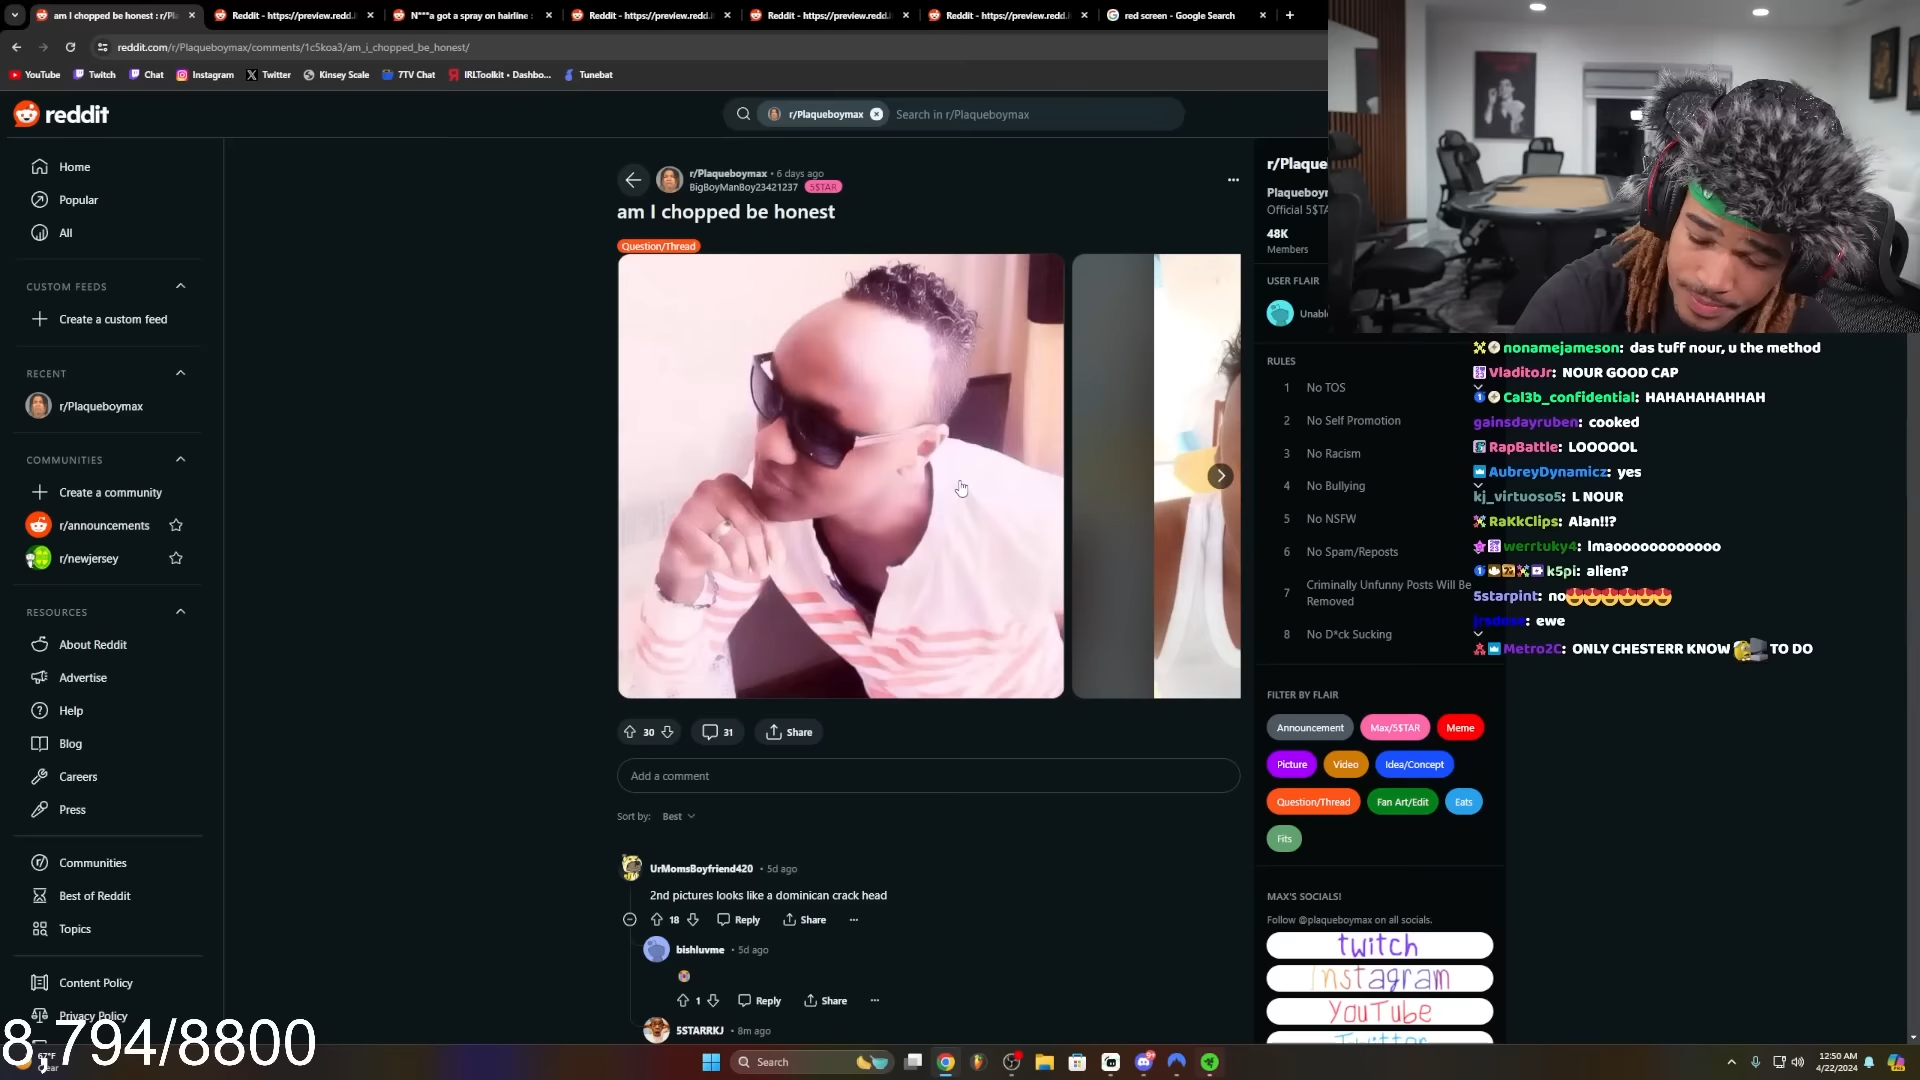 am I chopped be honest : r/Pl
Reddit - https://preview.redd.i
N***a got a spray on hairline :
Reddit - https://preview.redd.i
Reddit - https://preview.redd.i
Reddit - https://preview.redd.i
red screen - Google Search
reddit.com/r/Plaqueboymax/comments/1c5koa3/am_i_chopped_be_honest/
YouTube
Twitch
Chat
Instagram
Twitter
Kinsey Scale
7TV Chat
IRLToolkit • Dashbo...
Tunebat
reddit
r/Plaqueboymax
Search in r/Plaqueboymax
Home
Popular
All
CUSTOM FEEDS
Create a custom feed
RECENT
r/Plaqueboymax
COMMUNITIES
Create a community
r/announcements
r/newjersey
RESOURCES
About Reddit
Advertise
Help
Blog
Careers
Press
Communities
Best of Reddit
Topics
Content Policy
Privacy Policy
8,794/8800
67°F
Clear
r/Plaqueboymax • 6 days ago
BigBoyManBoy23421237 5$TAR
am I chopped be honest
Question/Thread
30
31
Share
Add a comment
Sort by: Best
UrMomsBoyfriend420 • 5d ago
2nd pictures looks like a dominican crack head
18 Reply Share
bishluvme • 5d ago
1 Reply Share
5STARRKJ • 8m ago
r/Plaque
Plaqueboyr
Official 5$TA
48K
Members
USER FLAIR
Unabl
RULES
1 No TOS
2 No Self Promotion
3 No Racism
4 No Bullying
5 No NSFW
6 No Spam/Reposts
7 Criminally Unfunny Posts Will Be
Removed
8 No D*ck Sucking
FILTER BY FLAIR
Announcement
Max/5$TAR
Meme
Picture
Video
Idea/Concept
Question/Thread
Fan Art/Edit
Eats
Fits
MAX'S SOCIALS!
Follow @plaqueboymax on all socials.
twitch
Instagram
YouTube
Twitter
nonamejameson: das tuff nour, u the method
VladitoJr: NOUR GOOD CAP
Cal3b_confidential: HAHAHAHAHHAH
gainsdayruben: cooked
RapBattle: LOOOOOL
AubreyDynamicz: yes
kj_virtuoso5: L NOUR
RaKkClips: Alan!!?
werrtuky4: lmaoooooooooooo
k5pi: alien?
5starpint: no
: ewe
Metro2C: ONLY CHESTERR KNOW TO DO
Search
12:50 AM
4/22/2024